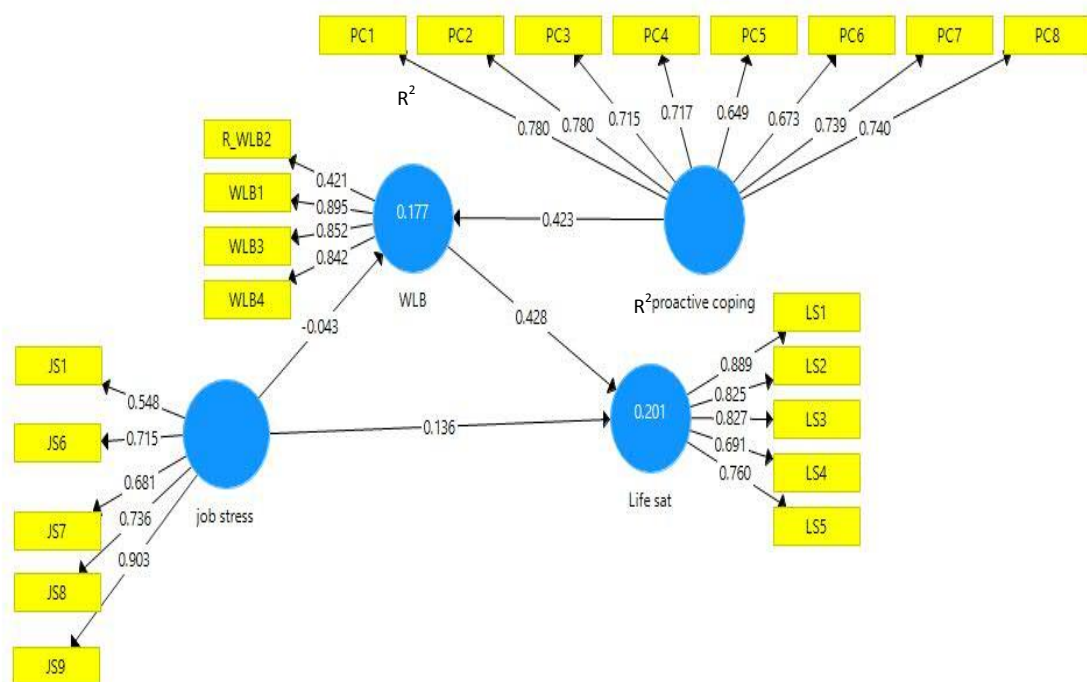 PC1 PC2 PC3 PC4 PC5 PC6 PC7 PC8
R²
0.780 0.780 0.715 0.717 0.649 0.673 0.739 0.740
R_WLB2
WLB1
WLB3
WLB4
0.421
0.895
0.852
0.842
0.177
WLB
0.423
R²proactive coping
-0.043
0.428
JS1
JS6
JS7
JS8
JS9
0.548
0.715
0.681
0.736
0.903
job stress
0.136
0.201
Life sat
0.889
0.825
0.827
0.691
0.760
LS1
LS2
LS3
LS4
LS5